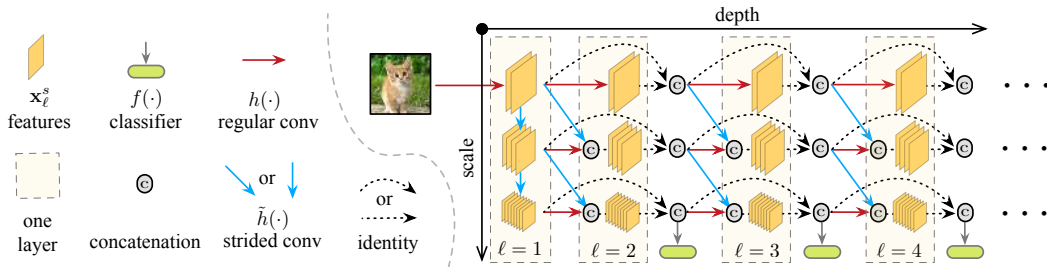 x_ℓ^s
features
f(·)
classifier
h(·)
regular conv
one
layer
c
concatenation
or
h̃(·)
strided conv
or
identity
depth
scale
c c c c
c c c c c c c
c c c c c c c
ℓ = 1
ℓ = 2
ℓ = 3
ℓ = 4